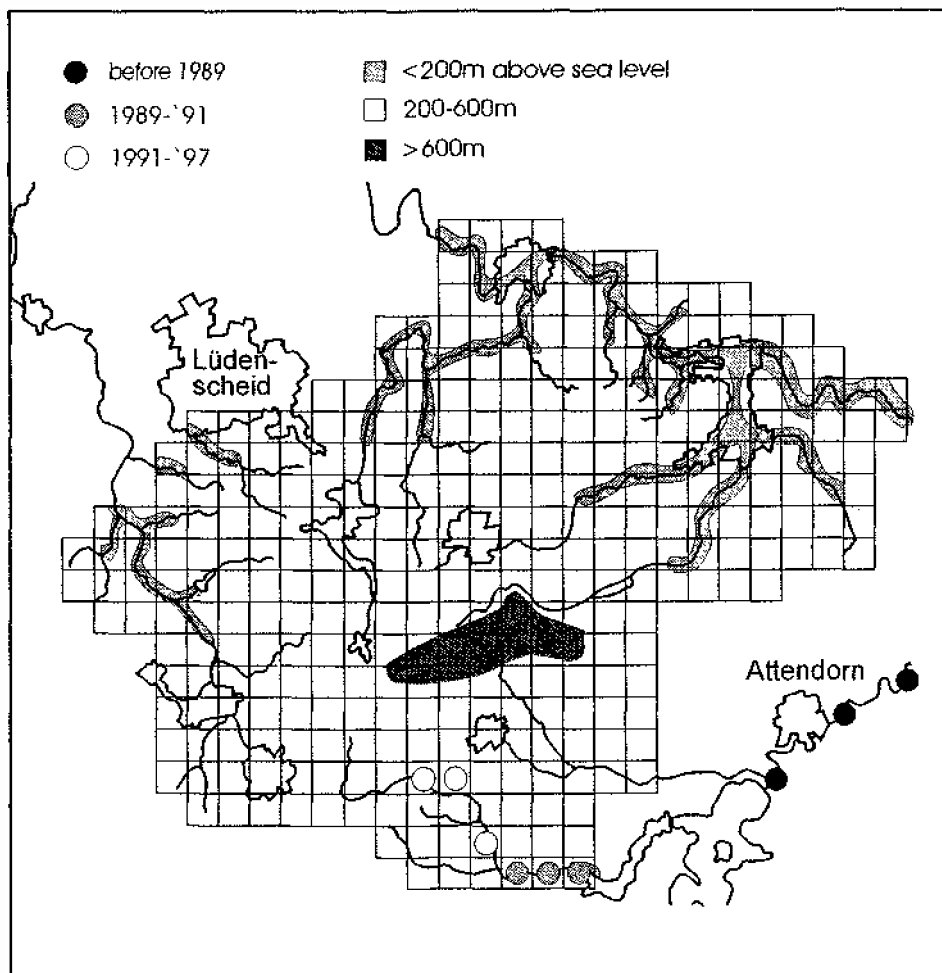 before 1989
1989-`91
1991-`97
<200m above sea level
200-600m
>600m
Lüden-
scheid
Attendorn